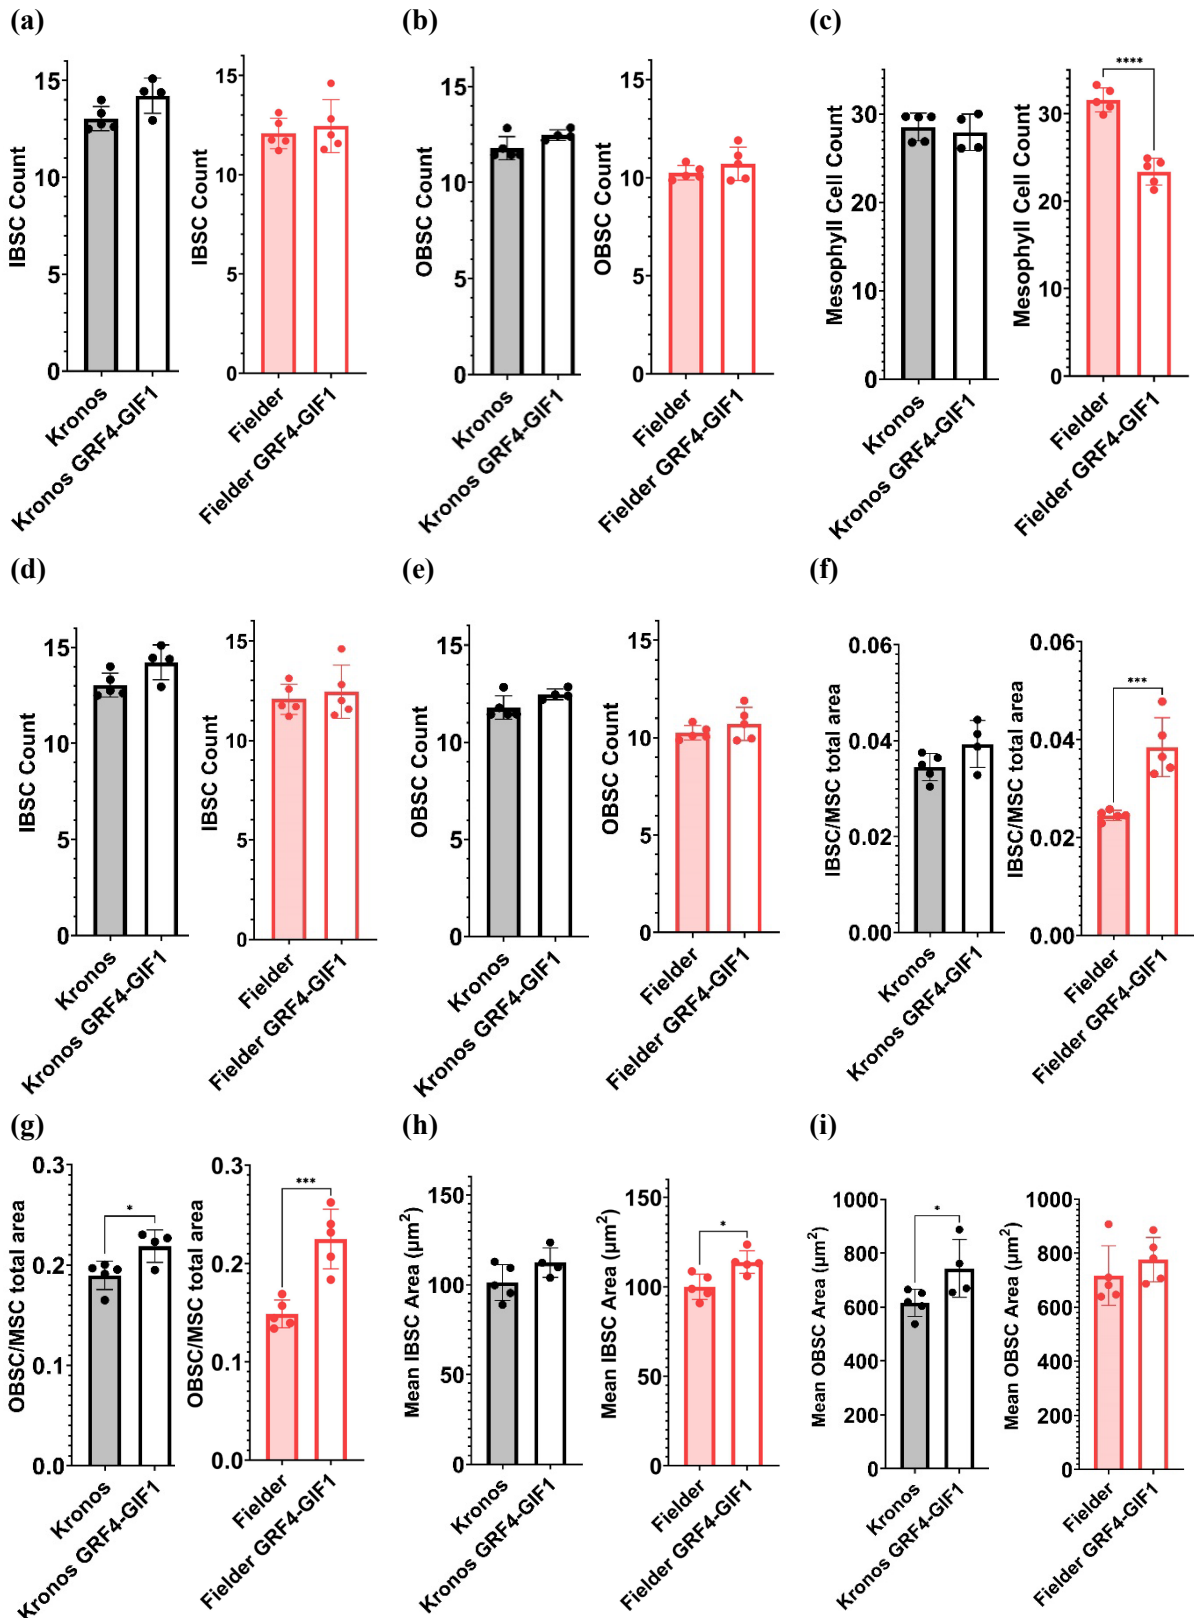 (a)
IBSC Count
15
10
5
0
Kronos
Kronos GRF4-GIF1
IBSC Count
15
10
5
0
Fielder
Fielder GRF4-GIF1
(b)
OBSC Count
15
10
5
0
Kronos
Kronos GRF4-GIF1
OBSC Count
15
10
5
0
Fielder
Fielder GRF4-GIF1
(c)
Mesophyll Cell Count
30
20
10
0
Kronos
Kronos GRF4-GIF1
Mesophyll Cell Count
30
20
10
0
****
Fielder
Fielder GRF4-GIF1
(d)
IBSC Count
15
10
5
0
Kronos
Kronos GRF4-GIF1
IBSC Count
15
10
5
0
Fielder
Fielder GRF4-GIF1
(e)
OBSC Count
15
10
5
0
Kronos
Kronos GRF4-GIF1
OBSC Count
15
10
5
0
Fielder
Fielder GRF4-GIF1
(f)
IBSC/MSC total area
0.06
0.04
0.02
0.00
Kronos
Kronos GRF4-GIF1
IBSC/MSC total area
0.06
0.04
0.02
0.00
***
Fielder
Fielder GRF4-GIF1
(g)
OBSC/MSC total area
0.3
0.2
0.1
0.0
*
Kronos
Kronos GRF4-GIF1
OBSC/MSC total area
0.3
0.2
0.1
0.0
***
Fielder
Fielder GRF4-GIF1
(h)
Mean IBSC Area (µm²)
150
100
50
0
Kronos
Kronos GRF4-GIF1
Mean IBSC Area (µm²)
150
100
50
0
*
Fielder
Fielder GRF4-GIF1
(i)
Mean OBSC Area (µm²)
1000
800
600
400
200
0
*
Kronos
Kronos GRF4-GIF1
Mean OBSC Area (µm²)
1000
800
600
400
200
0
Fielder
Fielder GRF4-GIF1